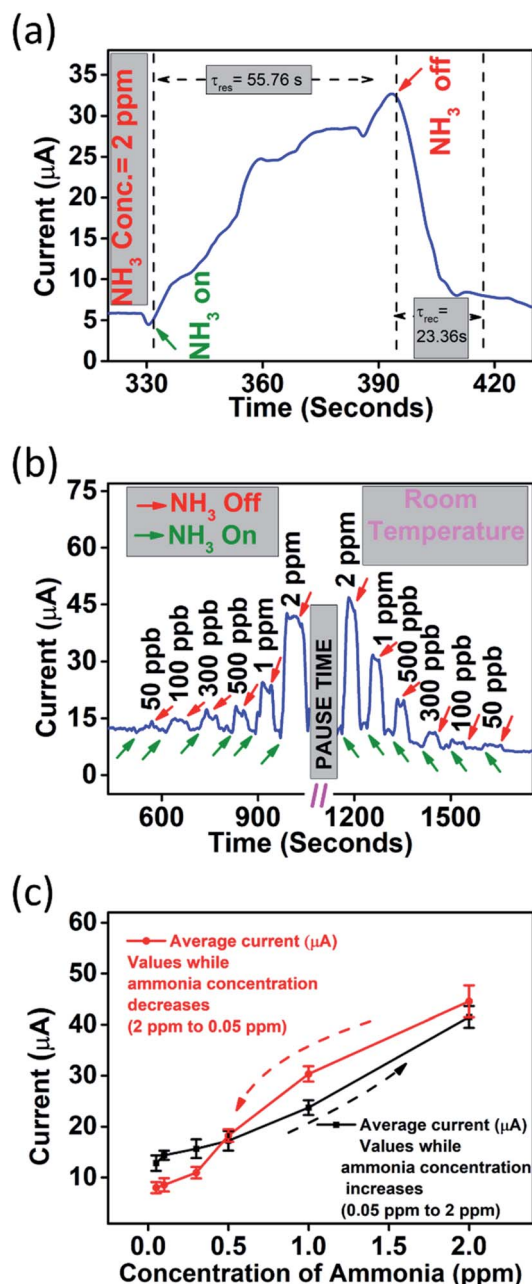 (a)
NH₃ Conc.= 2 ppm
τres= 55.76 s
NH₃ off
NH₃ on
τrec =
23.36s
35
30
25
20
15
10
5
0
Current (μA)
330 360 390 420
Time (Seconds)
(b)
75
60
45
30
15
0
Current (μA)
NH₃ Off
NH₃ On
Room
Temperature
50 ppb
100 ppb
300 ppb
500 ppb
1 ppm
2 ppm
PAUSE TIME
2 ppm
1 ppm
500 ppb
300 ppb
100 ppb
50 ppb
600 900 1200 1500
Time (Seconds)
(c)
60
50
40
30
20
10
Current (μA)
Average current (μA)
Values while
ammonia concentration
decreases
(2 ppm to 0.05 ppm)
Average current (μA)
Values while
ammonia concentration
increases
(0.05 ppm to 2 ppm)
0.0 0.5 1.0 1.5 2.0
Concentration of Ammonia (ppm)